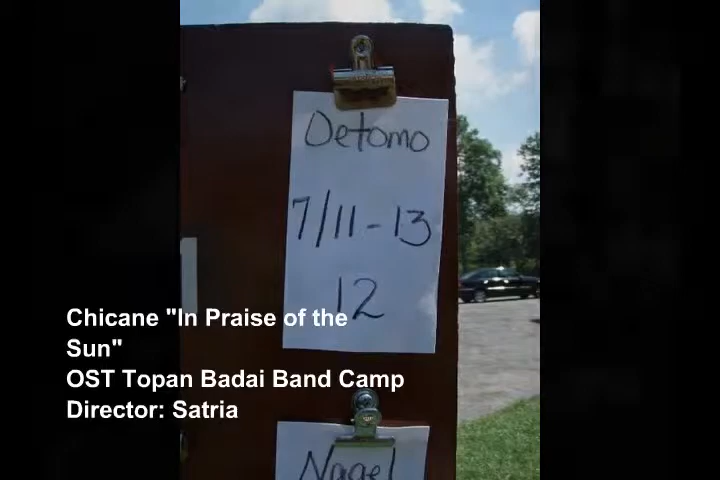 Detomo
7/11-13
12
Chicane "In Praise of the
Sun"
OST Topan Badai Band Camp
Director: Satria
Nagel